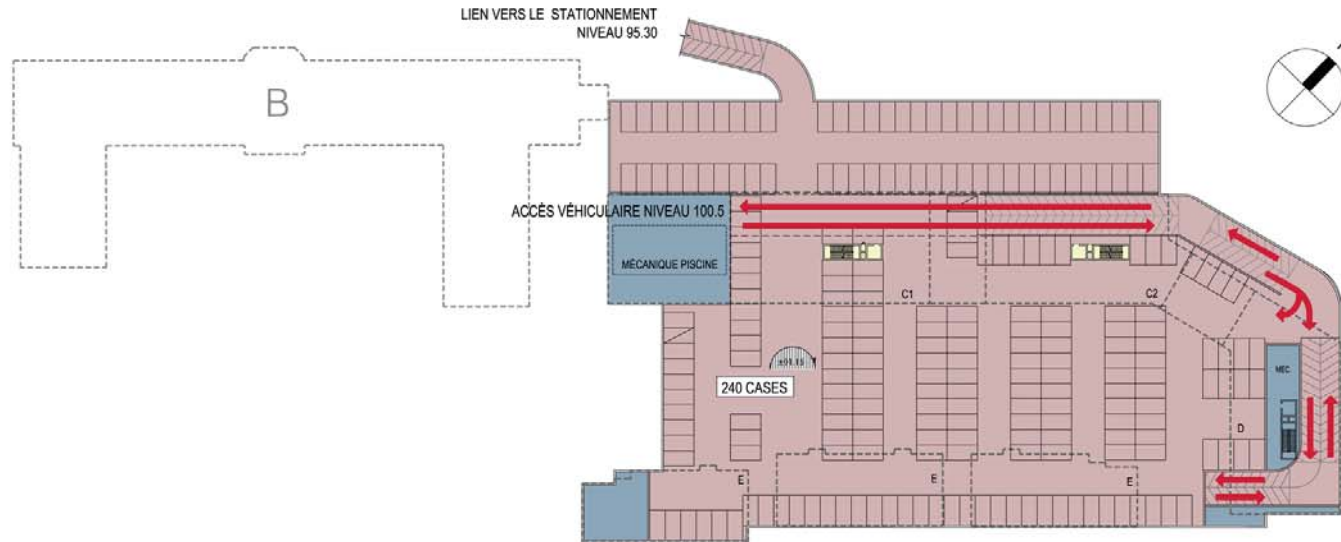 LIEN VERS LE STATIONNEMENT
NIVEAU 95.30
B
ACCÈS VÉHICULAIRE NIVEAU 100.5
MÉCANIQUE PISCINE
C1
C2
240 CASES
MEC.
D
E
E
E